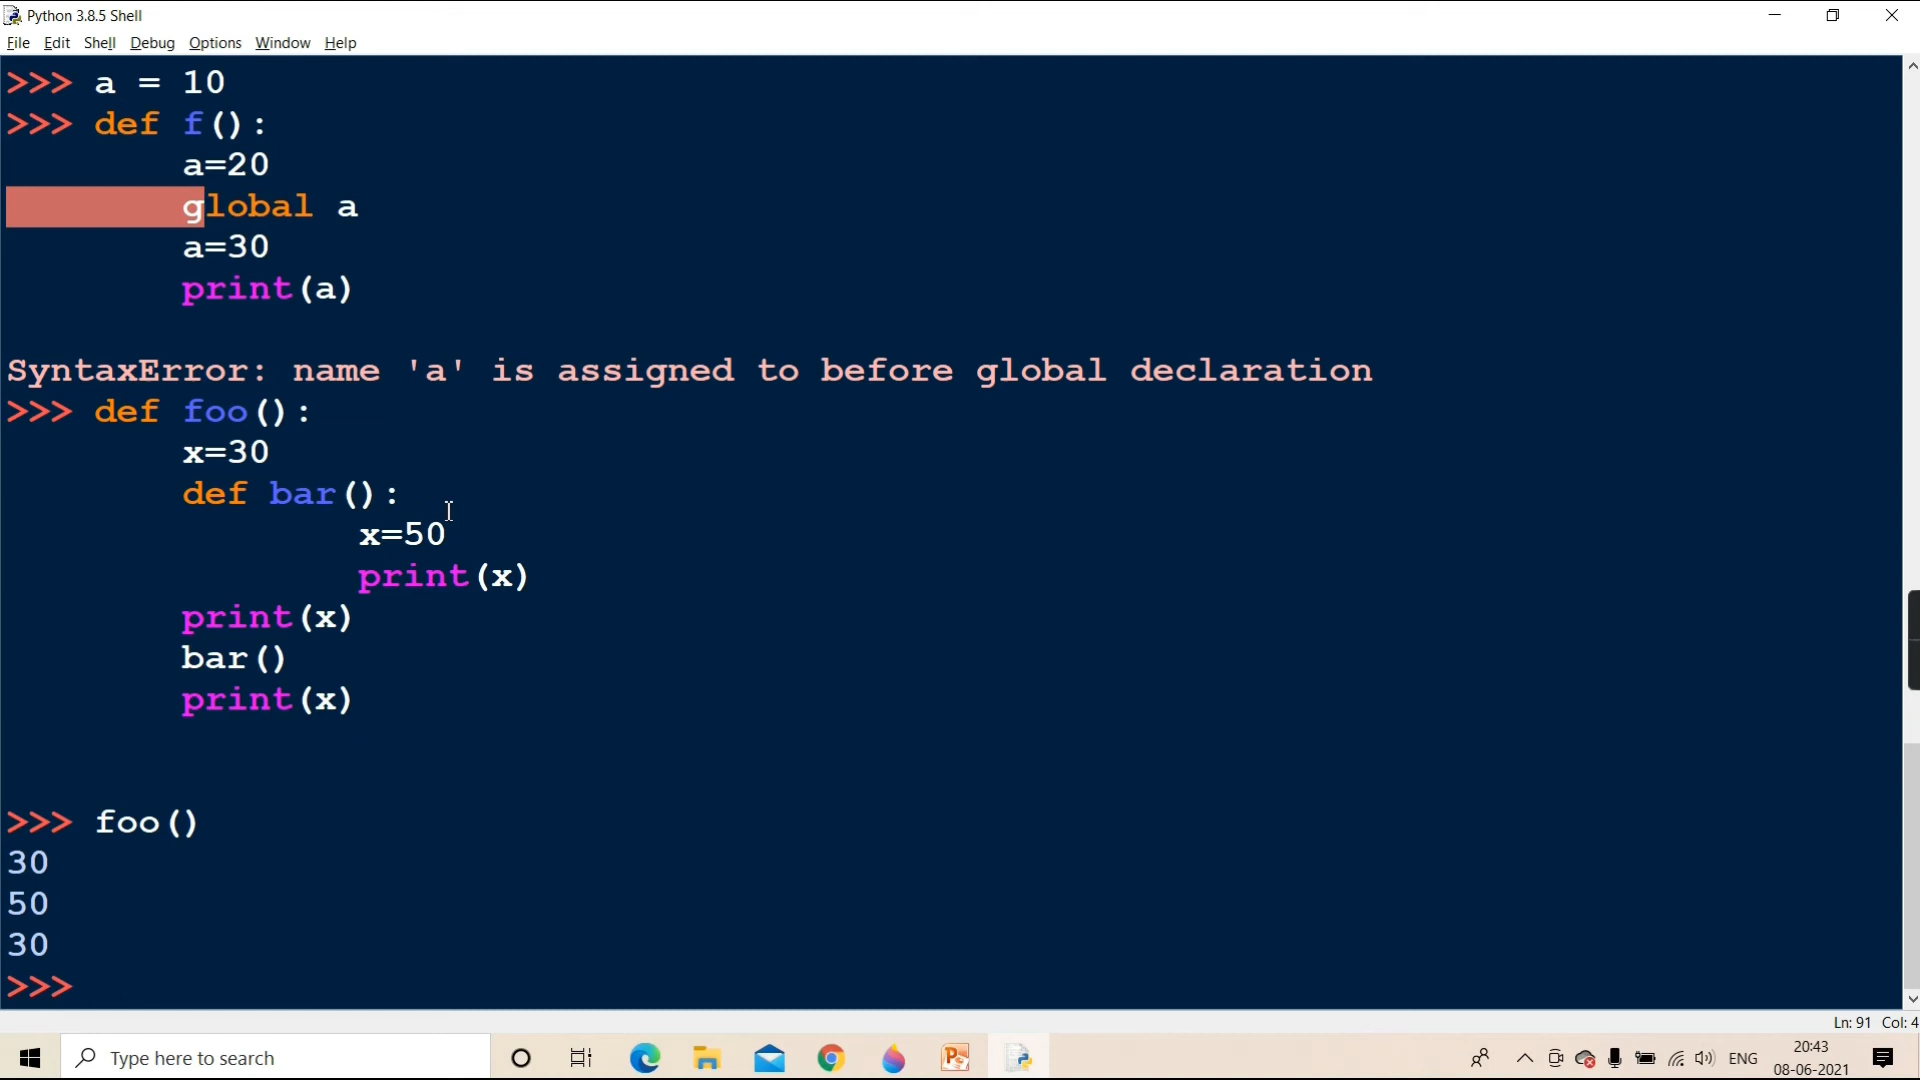 Python 3.8.5 Shell
File Edit Shell Debug Options Window Help
>>> a = 10
>>> def f():
        a=20
        global a
        a=30
        print(a)
SyntaxError: name 'a' is assigned to before global declaration
>>> def foo():
        x=30
        def bar():
                x=50
                print(x)
        print(x)
        bar()
        print(x)
>>> foo()
30
50
30
>>>
Ln: 91 Col: 4
Type here to search
ENG
20:43
08-06-2021